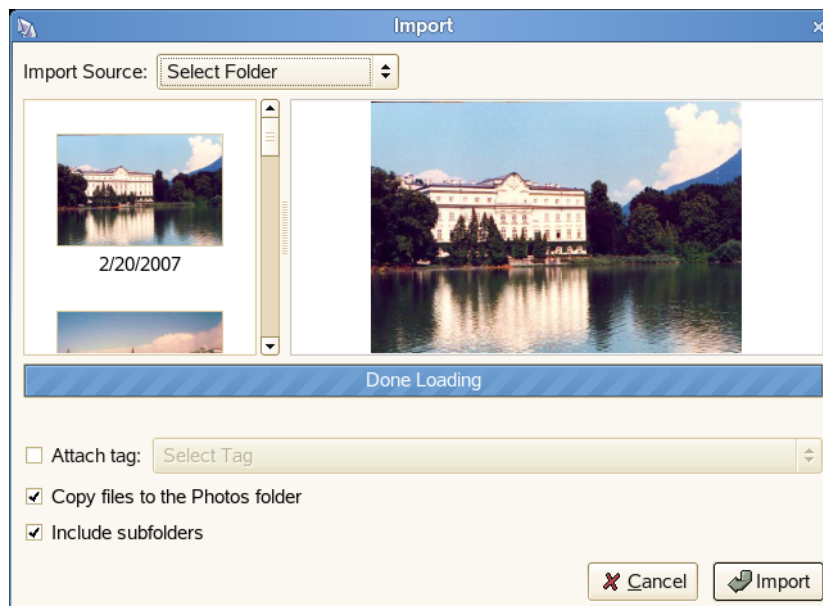 Import
Import Source: Select Folder
2/20/2007
Done Loading
Attach tag: Select Tag
Copy files to the Photos folder
Include subfolders
Cancel Import